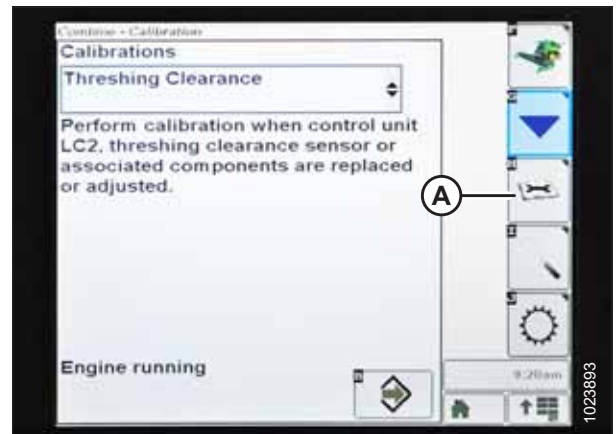 Combine - Calibration
Calibrations
Threshing Clearance
Perform calibration when control unit
LC2, threshing clearance sensor or
associated components are replaced
or adjusted.
A
Engine running
9:20am
1023893